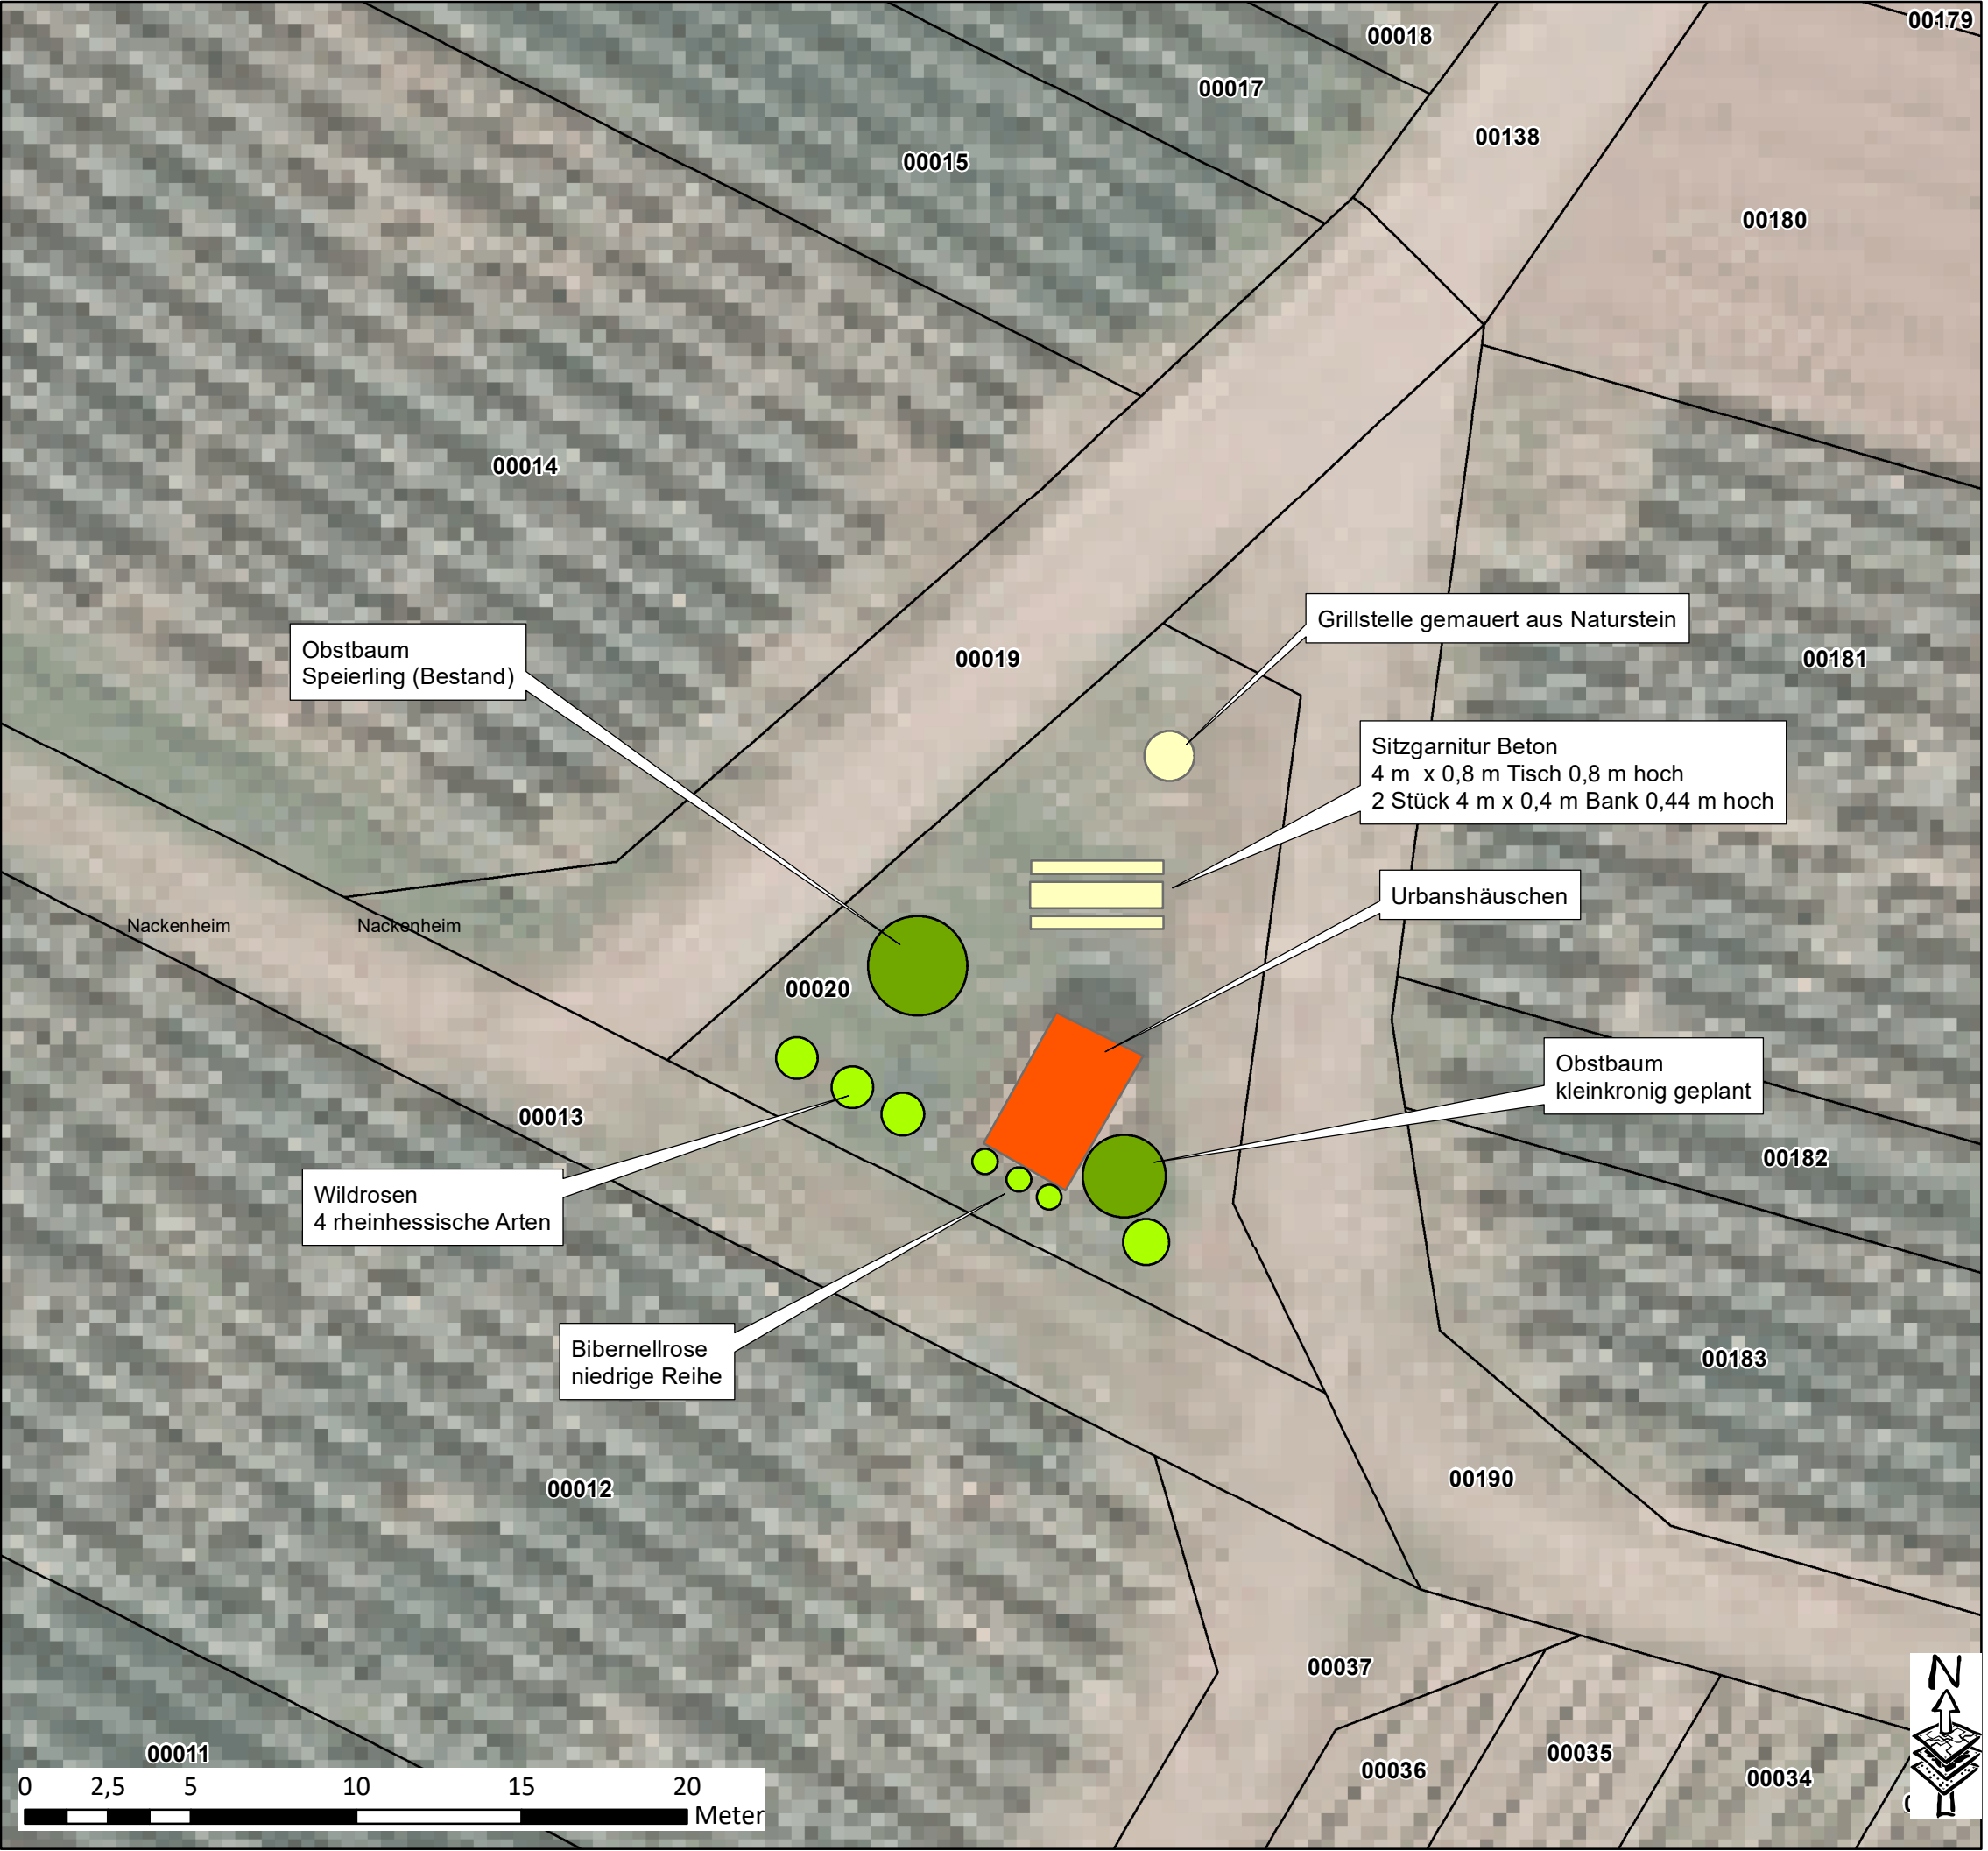 00179
00018
00017
00138
00015
00180
00014
Grillstelle gemauert aus Naturstein
Obstbaum
Speierling (Bestand)
00019
00181
Sitzgarnitur Beton
4 m x 0,8 m Tisch 0,8 m hoch
2 Stück 4 m x 0,4 m Bank 0,44 m hoch
Urbanshäuschen
Nackenheim
Nackenheim
00020
Obstbaum
kleinkronig geplant
00013
00182
Wildrosen
4 rheinhessische Arten
Bibernellrose
niedrige Reihe
00183
00190
00012
00037
00011
00036
00035
00034
N
0 2,5 5 10 15 20
Meter